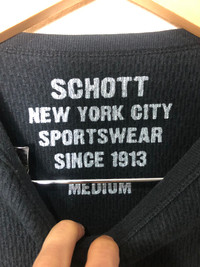 SCHOTT
NEW YORK CITY
SPORTSWEAR
SINCE 1913
MEDIUM